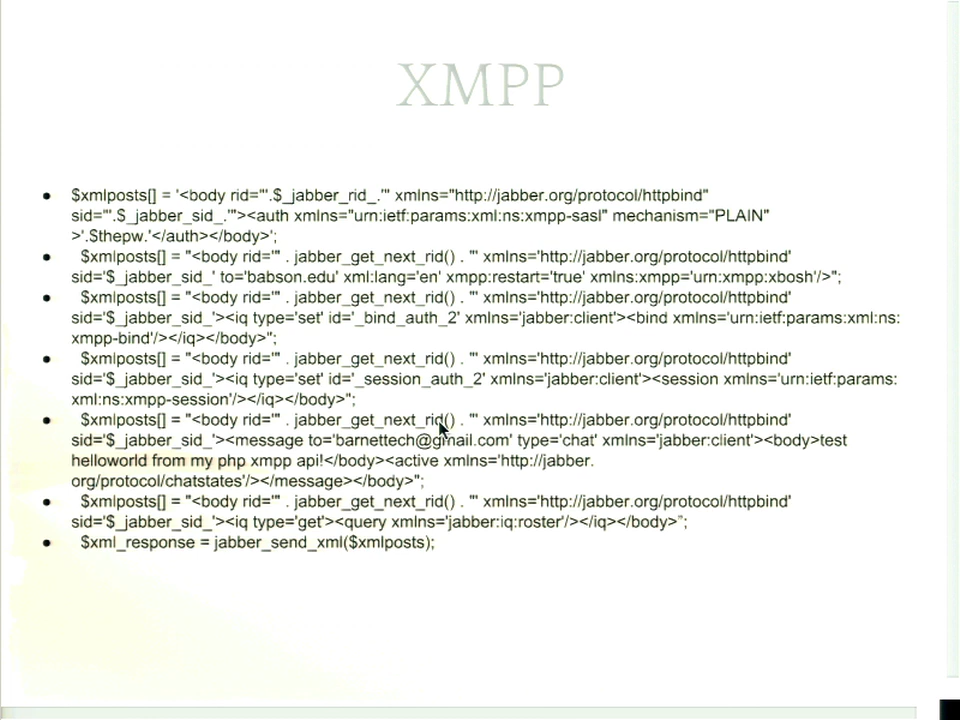 XMPP
• $xmlposts[] = '<body rid="'.$_jabber_rid_.'" xmlns="http://jabber.org/protocol/httpbind"
sid="'.$_jabber_sid_.'"><auth xmlns="urn:ietf:params:xml:ns:xmpp-sasl" mechanism="PLAIN"
>'.$thepw.'</auth></body>';
• $xmlposts[] = "<body rid='" . jabber_get_next_rid() . "' xmlns='http://jabber.org/protocol/httpbind'
sid='$_jabber_sid_' to='babson.edu' xml:lang='en' xmpp:restart='true' xmlns:xmpp='urn:xmpp:xbosh'/>";
• $xmlposts[] = "<body rid='" . jabber_get_next_rid() . "' xmlns='http://jabber.org/protocol/httpbind'
sid='$_jabber_sid_'><iq type='set' id='_bind_auth_2' xmlns='jabber:client'><bind xmlns='urn:ietf:params:xml:ns:
xmpp-bind'/></iq></body>";
• $xmlposts[] = "<body rid='" . jabber_get_next_rid() . "' xmlns='http://jabber.org/protocol/httpbind'
sid='$_jabber_sid_'><iq type='set' id='_session_auth_2' xmlns='jabber:client'><session xmlns='urn:ietf:params:
xml:ns:xmpp-session'/></iq></body>";
• $xmlposts[] = "<body rid='" . jabber_get_next_rid() . "' xmlns='http://jabber.org/protocol/httpbind'
sid='$_jabber_sid_'><message to='barnettech@gmail.com' type='chat' xmlns='jabber:client'><body>test
helloworld from my php xmpp api!</body><active xmlns='http://jabber.
org/protocol/chatstates'/></message></body>";
• $xmlposts[] = "<body rid='" . jabber_get_next_rid() . "' xmlns='http://jabber.org/protocol/httpbind'
sid='$_jabber_sid_'><iq type='get'><query xmlns='jabber:iq:roster'/></iq></body>";
• $xml_response = jabber_send_xml($xmlposts);